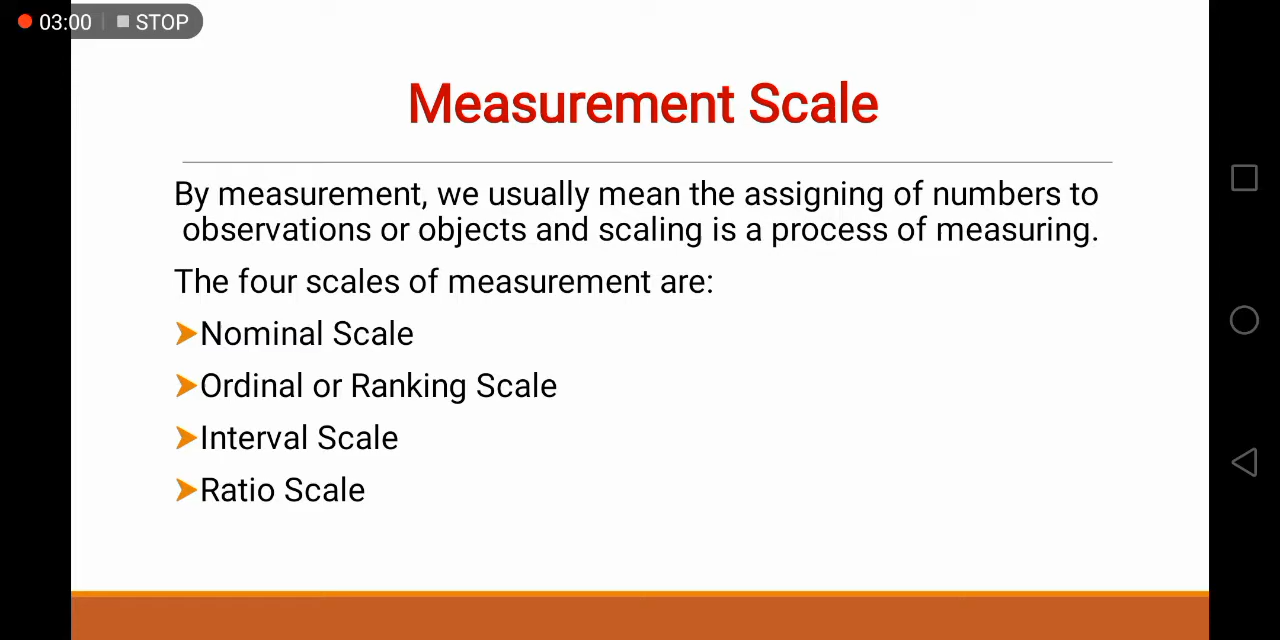 03:00 STOP
Measurement Scale
By measurement, we usually mean the assigning of numbers to
observations or objects and scaling is a process of measuring.
The four scales of measurement are:
➤Nominal Scale
➤Ordinal or Ranking Scale
➤Interval Scale
➤Ratio Scale